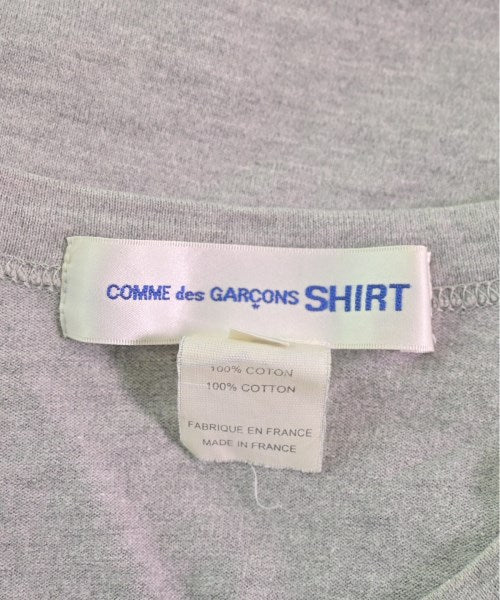 COMME des GARÇONS SHIRT
100% COTON
100% COTTON
FABRIQUE EN FRANCE
MADE IN FRANCE